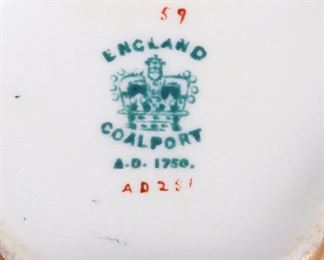 59
ENGLAND
COALPORT
A.D. 1750.
AD251